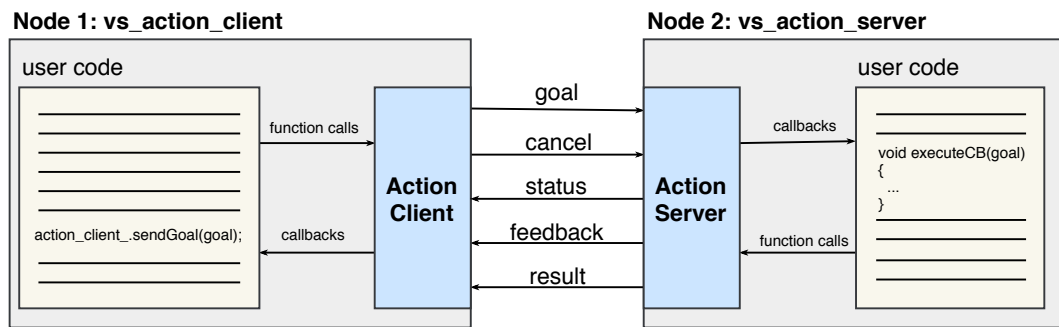 Node 1: vs_action_client
Node 2: vs_action_server
user code
user code
goal
function calls
callbacks
cancel
void executeCB(goal)
{
...
}
Action
Client
status
Action
Server
action_client_.sendGoal(goal);
callbacks
feedback
function calls
result